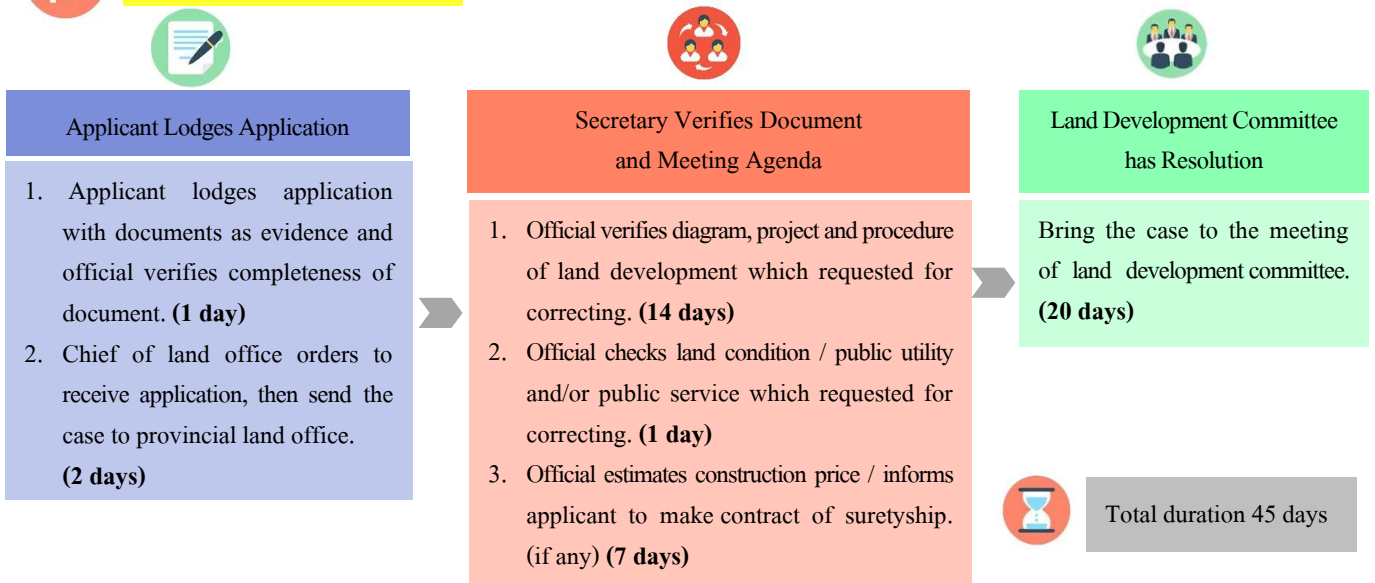 Applicant Lodges Application
1. Applicant lodges application
with documents as evidence and
official verifies completeness of
document. (1 day)
2. Chief of land office orders to
receive application, then send the
case to provincial land office.
(2 days)
Secretary Verifies Document
and Meeting Agenda
1. Official verifies diagram, project and procedure
of land development which requested for
correcting. (14 days)
2. Official checks land condition / public utility
and/or public service which requested for
correcting. (1 day)
3. Official estimates construction price / informs
applicant to make contract of suretyship.
(if any) (7 days)
Land Development Committee
has Resolution
Bring the case to the meeting
of land development committee.
(20 days)
Total duration 45 days